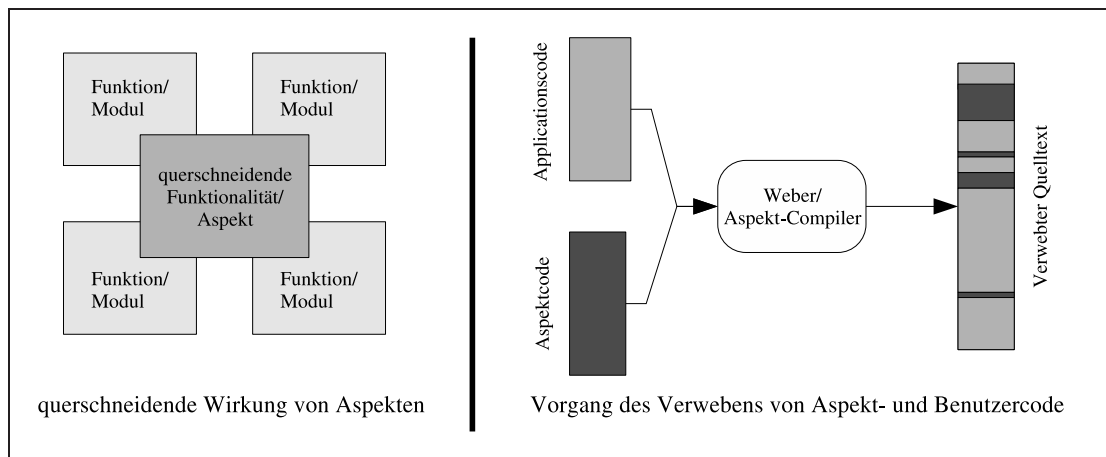 Funktion/
Modul
Funktion/
Modul
querschneidende
Funktionalität/
Aspekt
Funktion/
Modul
Funktion/
Modul
querschneidende Wirkung von Aspekten
Applicationscode
Aspektcode
Weber/
Aspekt-Compiler
Verwebter Quelltext
Vorgang des Verwebens von Aspekt- und Benutzercode